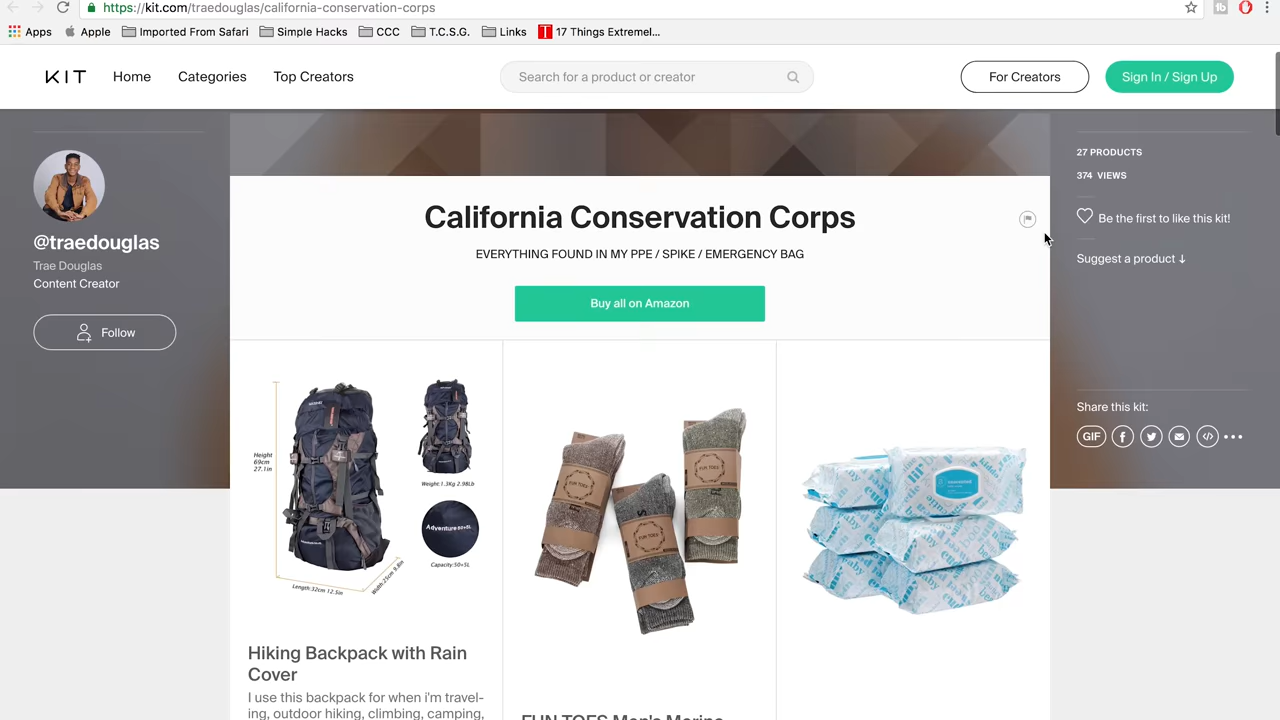 https://kit.com/traedouglas/california-conservation-corps
Apps Apple Imported From Safari Simple Hacks CCC T.C.S.G. Links 17 Things Extremel...
KIT Home Categories Top Creators Search for a product or creator For Creators Sign In / Sign Up
@traedouglas
Trae Douglas
Content Creator
Follow
California Conservation Corps
EVERYTHING FOUND IN MY PPE / SPIKE / EMERGENCY BAG
Buy all on Amazon
27 PRODUCTS
374 VIEWS
Be the first to like this kit!
Suggest a product ↓
Share this kit:
GIF
Height
69cm
27.1in
Weight:1.3Kg 2.98Lb
Capacity:50+5L
Length:32cm 12.5in
Width:25cm 9.8in
FUN TOES
Hiking Backpack with Rain
Cover
I use this backpack for when i'm travel-
ing, outdoor hiking, climbing, camping,
FUN TOES Men's Merino